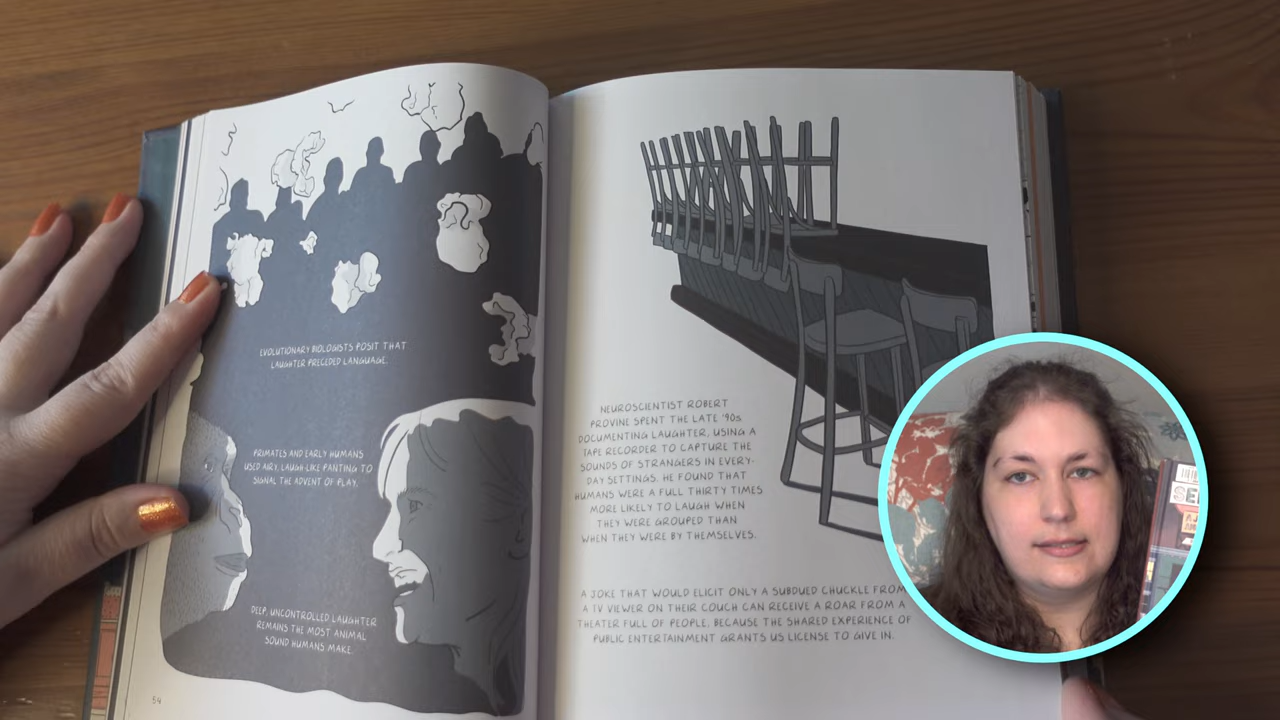 EVOLUTIONARY BIOLOGISTS POSIT THAT
LAUGHTER PRECEDED LANGUAGE.
PRIMATES AND EARLY HUMANS
USED AIRY, LAUGH-LIKE PANTING TO
SIGNAL THE ADVENT OF PLAY.
DEEP, UNCONTROLLED LAUGHTER
REMAINS THE MOST ANIMAL
SOUND HUMANS MAKE.
54
NEUROSCIENTIST ROBERT
PROVINE SPENT THE LATE '90s
DOCUMENTING LAUGHTER, USING A
TAPE RECORDER TO CAPTURE THE
SOUNDS OF STRANGERS IN EVERY-
DAY SETTINGS. HE FOUND THAT
HUMANS WERE A FULL THIRTY TIMES
MORE LIKELY TO LAUGH WHEN
THEY WERE GROUPED THAN
WHEN THEY WERE BY THEMSELVES.
A JOKE THAT WOULD ELICIT ONLY A SUBDUED CHUCKLE FROM
A TV VIEWER ON THEIR COUCH CAN RECEIVE A ROAR FROM A
THEATER FULL OF PEOPLE, BECAUSE THE SHARED EXPERIENCE OF
PUBLIC ENTERTAINMENT GRANTS US LICENSE TO GIVE IN.